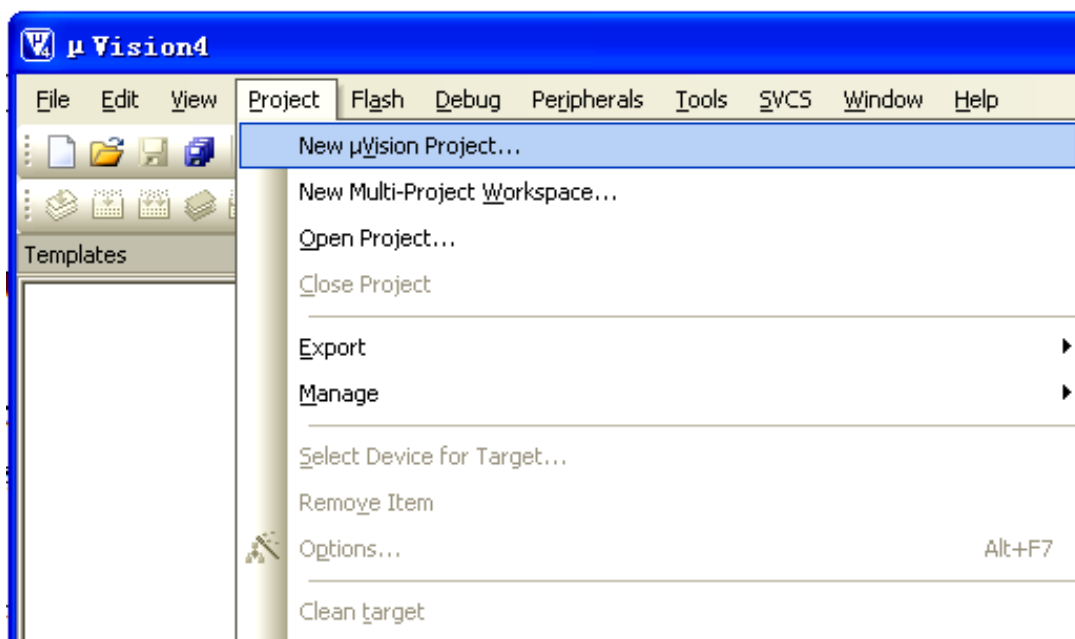 μ Vision4
File Edit View Project Flash Debug Peripherals Tools SVCS Window Help
New μVision Project...
New Multi-Project Workspace...
Templates
Open Project...
Close Project
Export
Manage
Select Device for Target...
Remove Item
Options... Alt+F7
Clean target